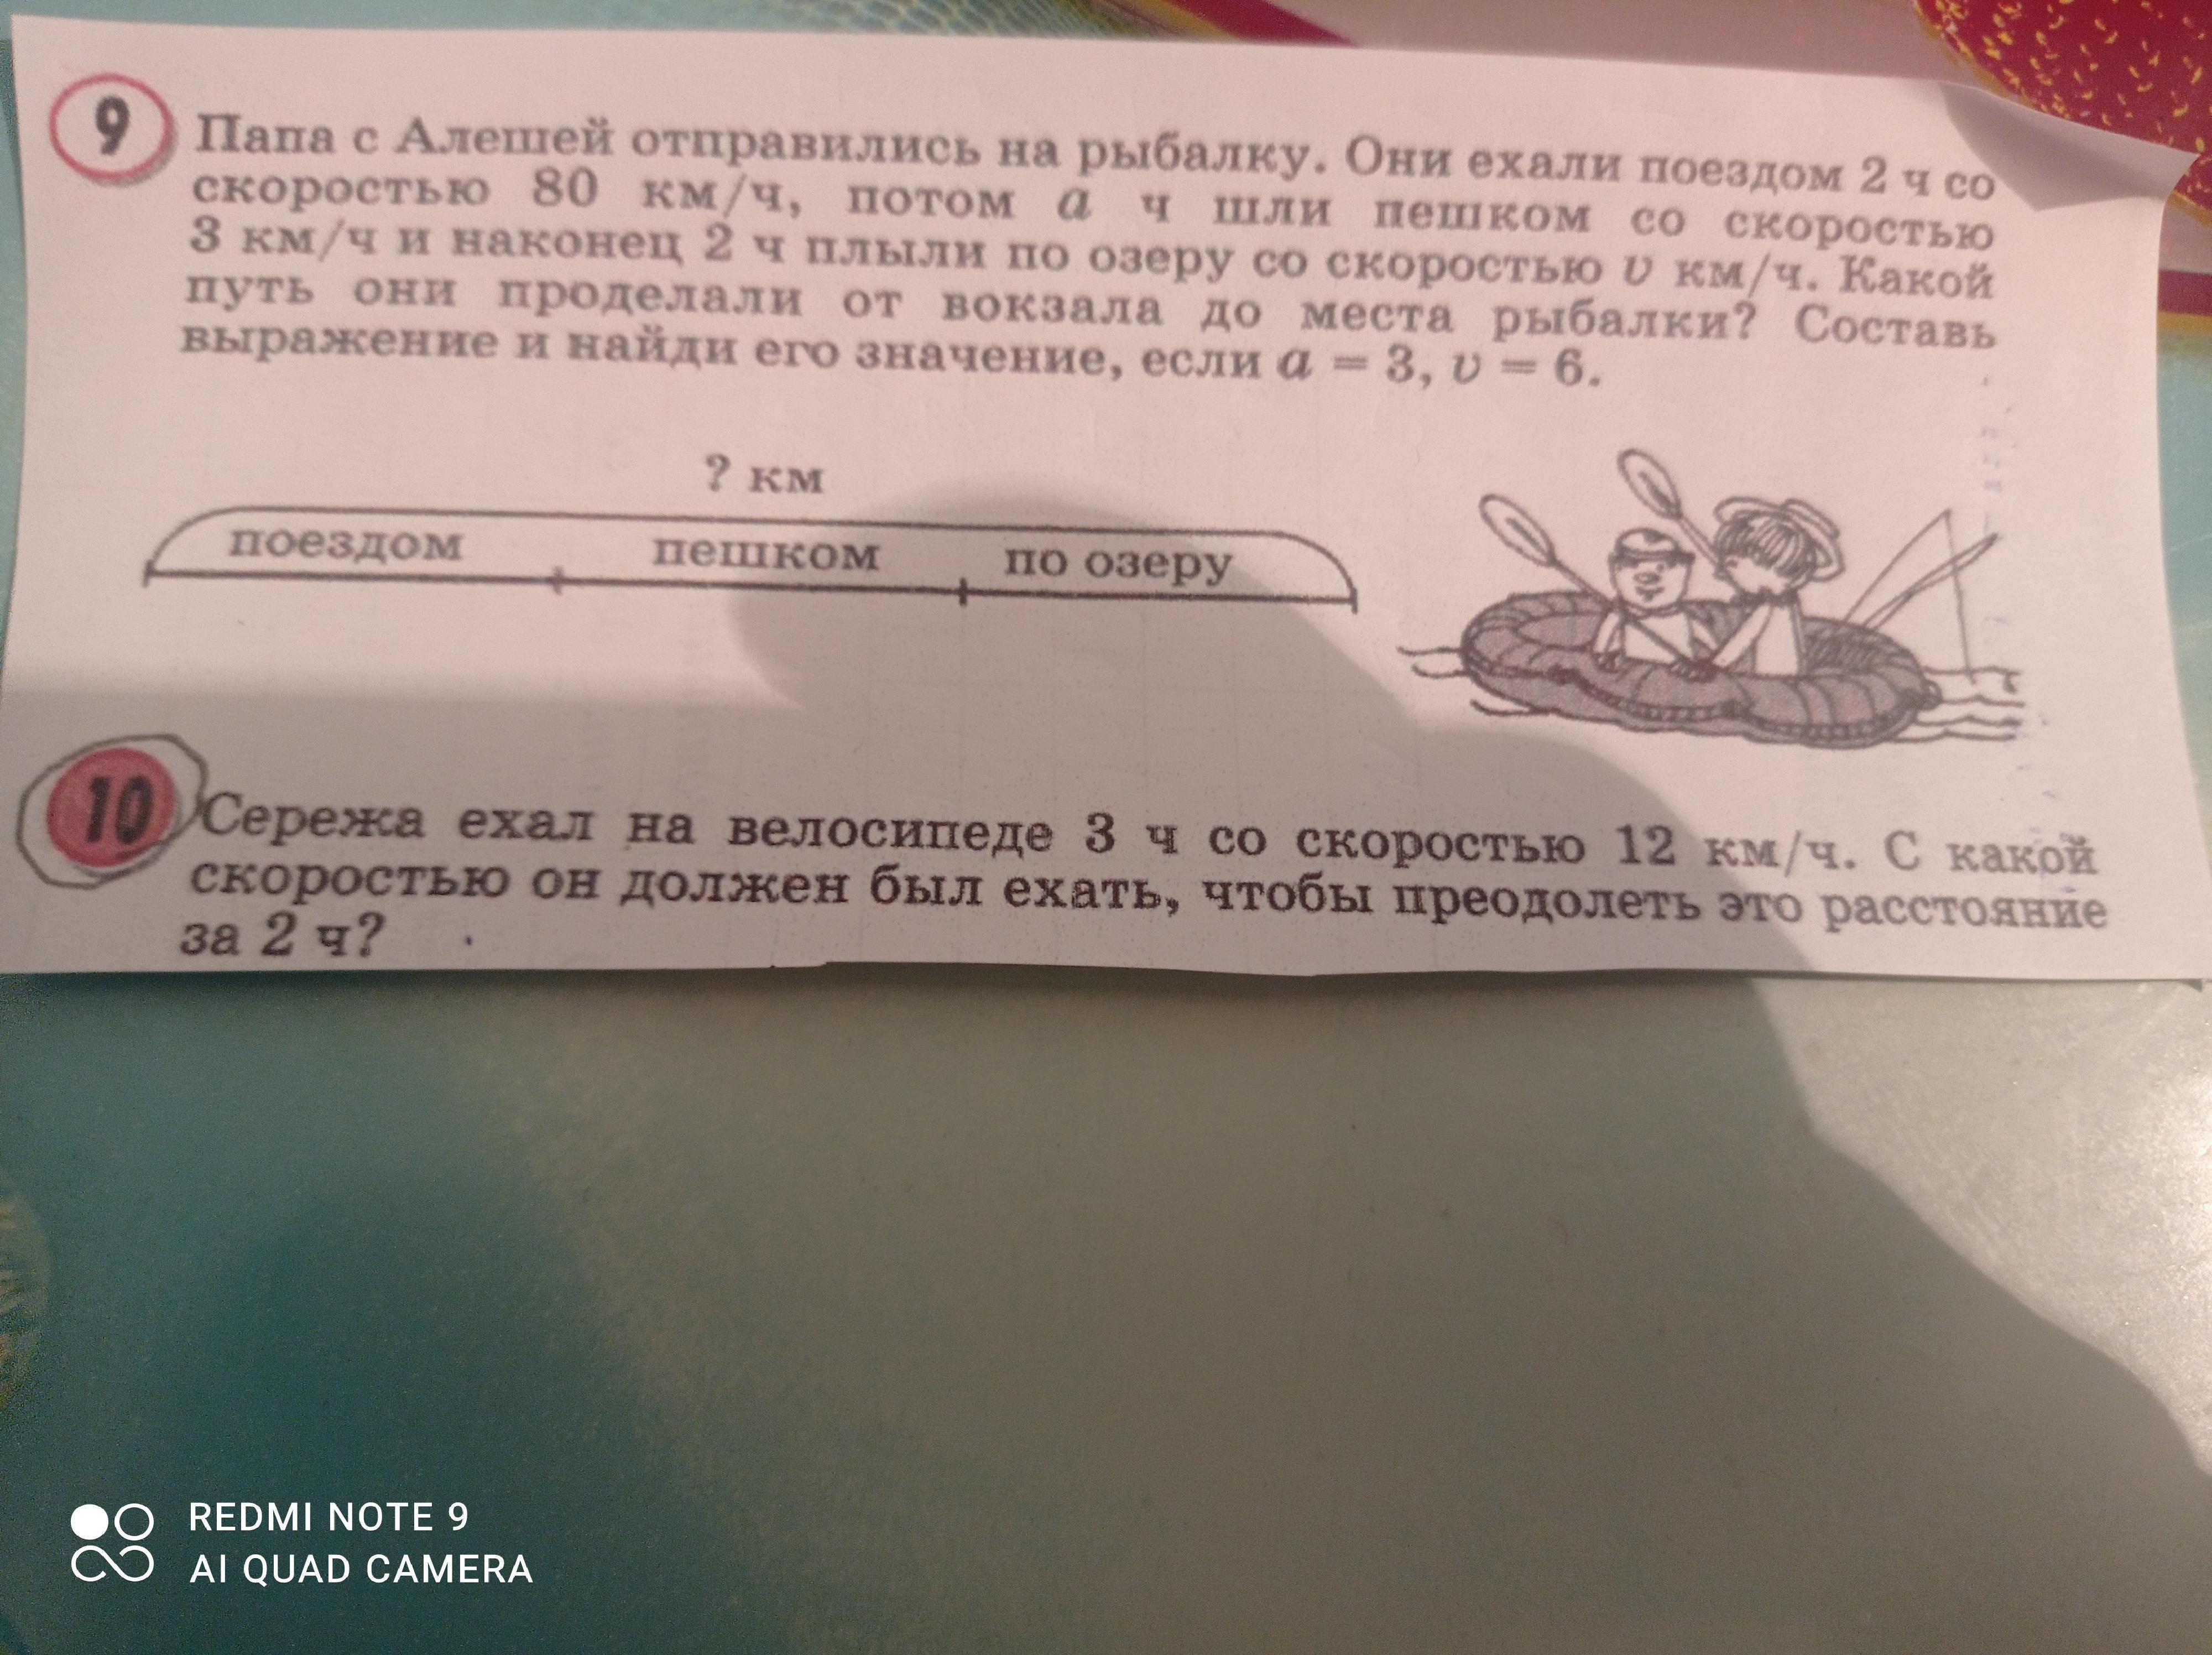 9 Папа с Алешей отправились на рыбалку. Они ехали поездом 2 ч со
скоростью 80 км/ч, потом a ч шли пешком со скоростью
3 км/ч и наконец 2 ч плыли по озеру со скоростью v км/ч. Какой
путь они проделали от вокзала до места рыбалки? Составь
выражение и найди его значение, если a = 3, v = 6.
? км
поездом пешком по озеру
10 Сережа ехал на велосипеде 3 ч со скоростью 12 км/ч. С какой
скоростью он должен был ехать, чтобы преодолеть это расстояние
за 2 ч?
REDMI NOTE 9
AI QUAD CAMERA